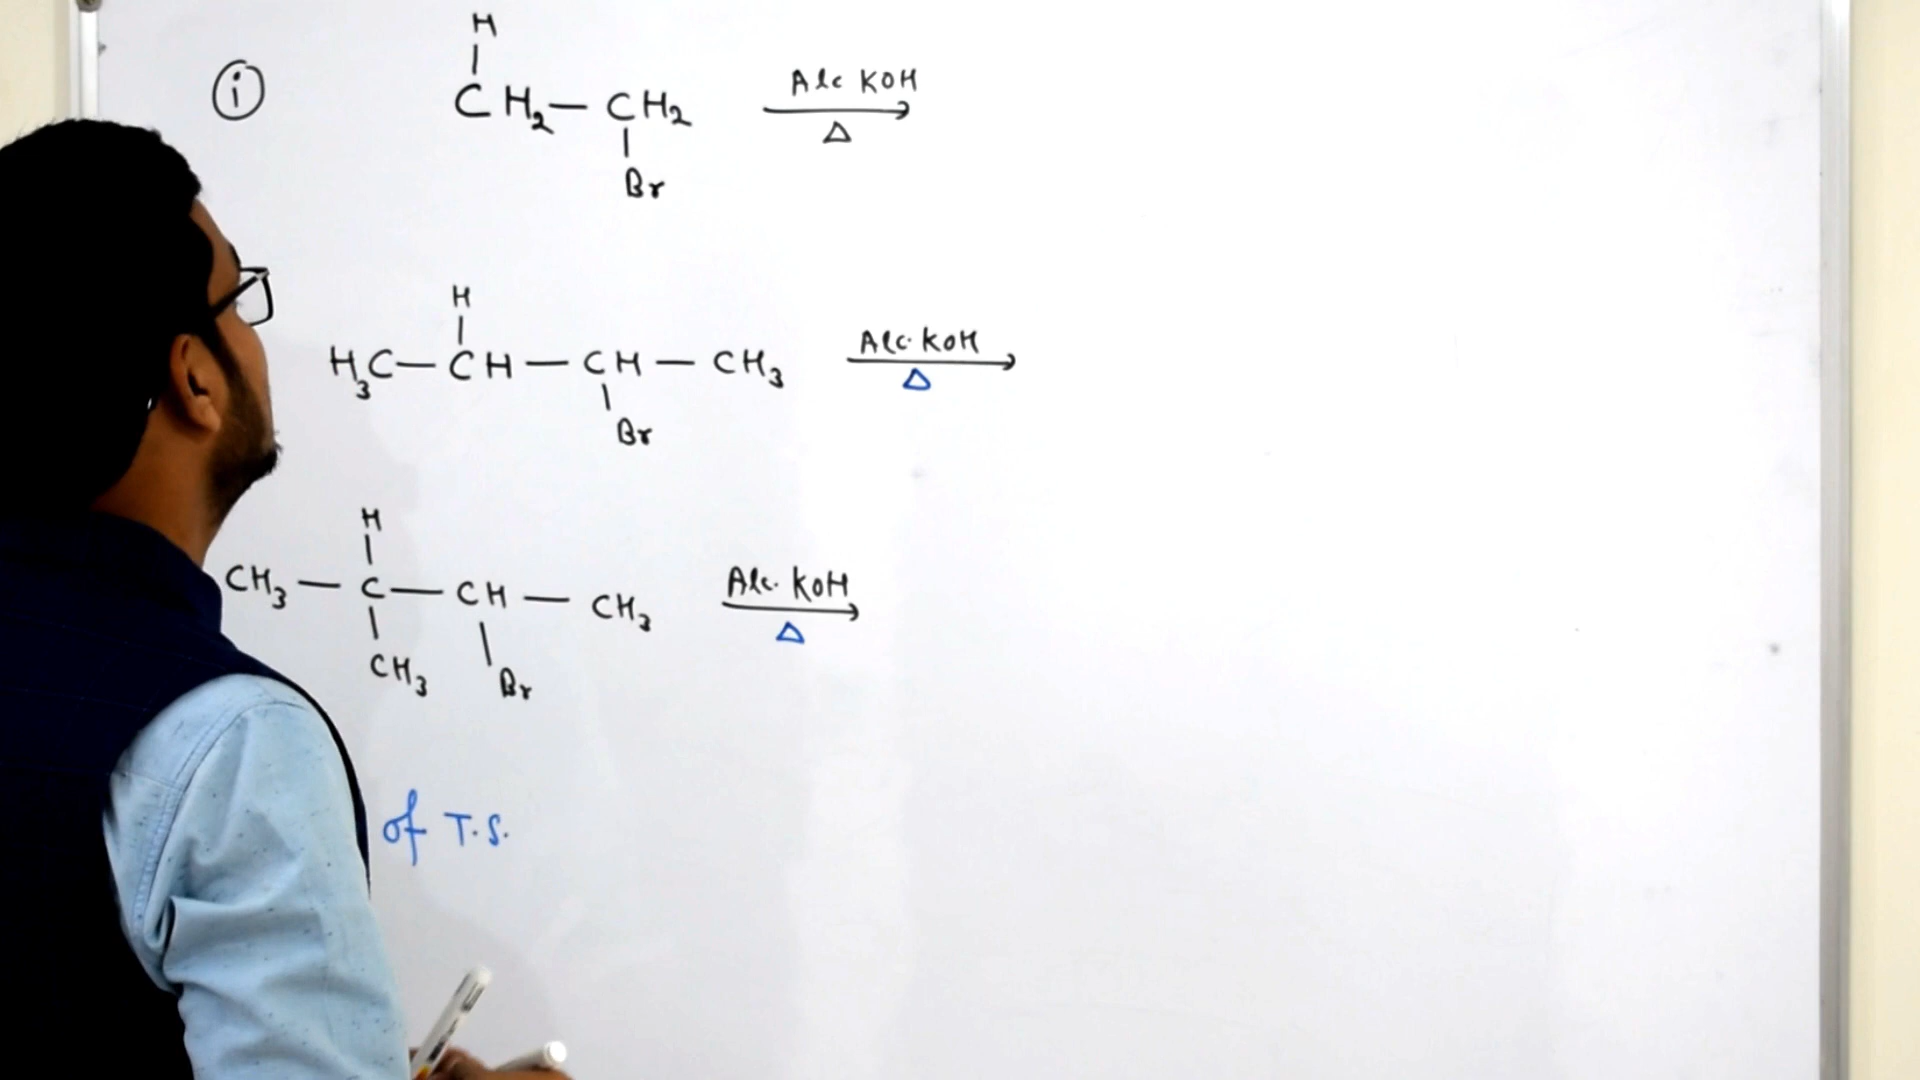 H
i CH₂ — CH₂ Alc KOH
Δ
Br
H
H₃C — CH — CH — CH₃ Alc. KOH
Δ
Br
H
CH₃ — C — CH — CH₃ Alc. KOH
Δ
CH₃ Br
of T.S.